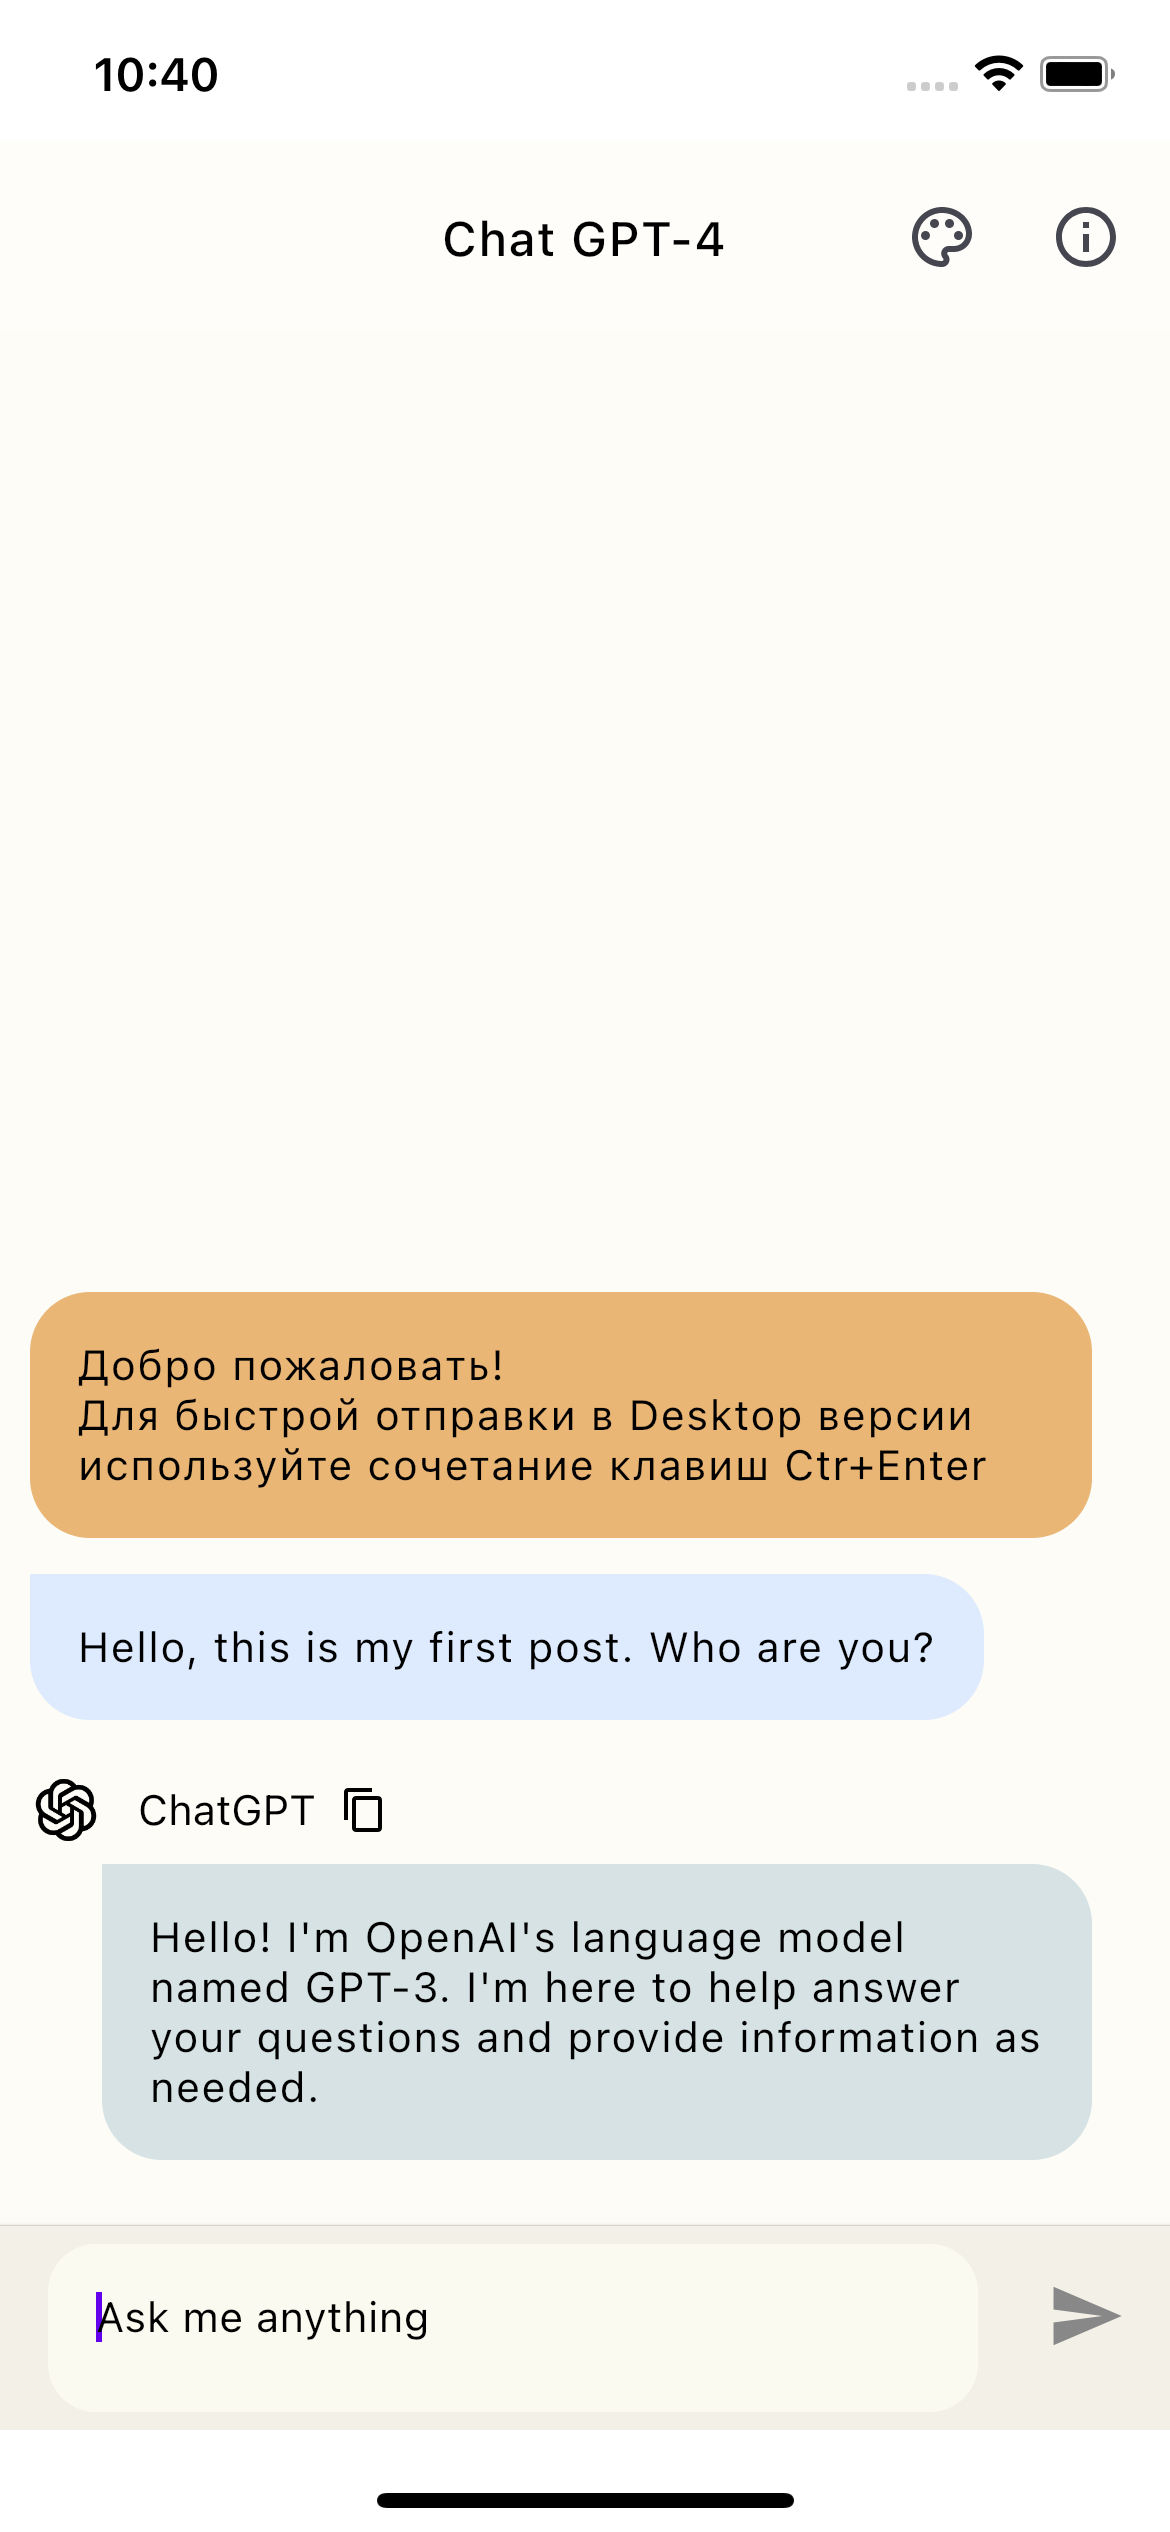 10:40
Chat GPT-4
Добро пожаловать!
Для быстрой отправки в Desktop версии
используйте сочетание клавиш Ctr+Enter
Hello, this is my first post. Who are you?
ChatGPT
Hello! I'm OpenAI's language model
named GPT-3. I'm here to help answer
your questions and provide information as
needed.
Ask me anything